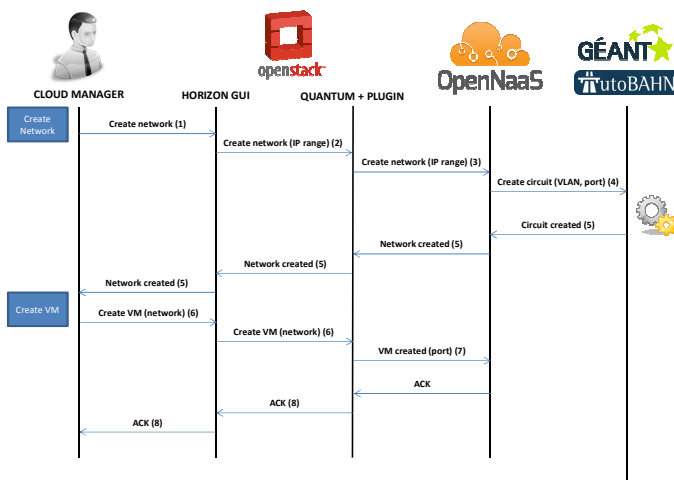 openstack
OpenNaaS
GÉANT
AutoBAHN
CLOUD MANAGER
HORIZON GUI
QUANTUM + PLUGIN
Create
Network
Create network (1)
Create network (IP range) (2)
Create network (IP range) (3)
Create circuit (VLAN, port) (4)
Circuit created (5)
Network created (5)
Network created (5)
Network created (5)
Create VM
Create VM (network) (6)
Create VM (network) (6)
VM created (port) (7)
ACK
ACK (8)
ACK (8)